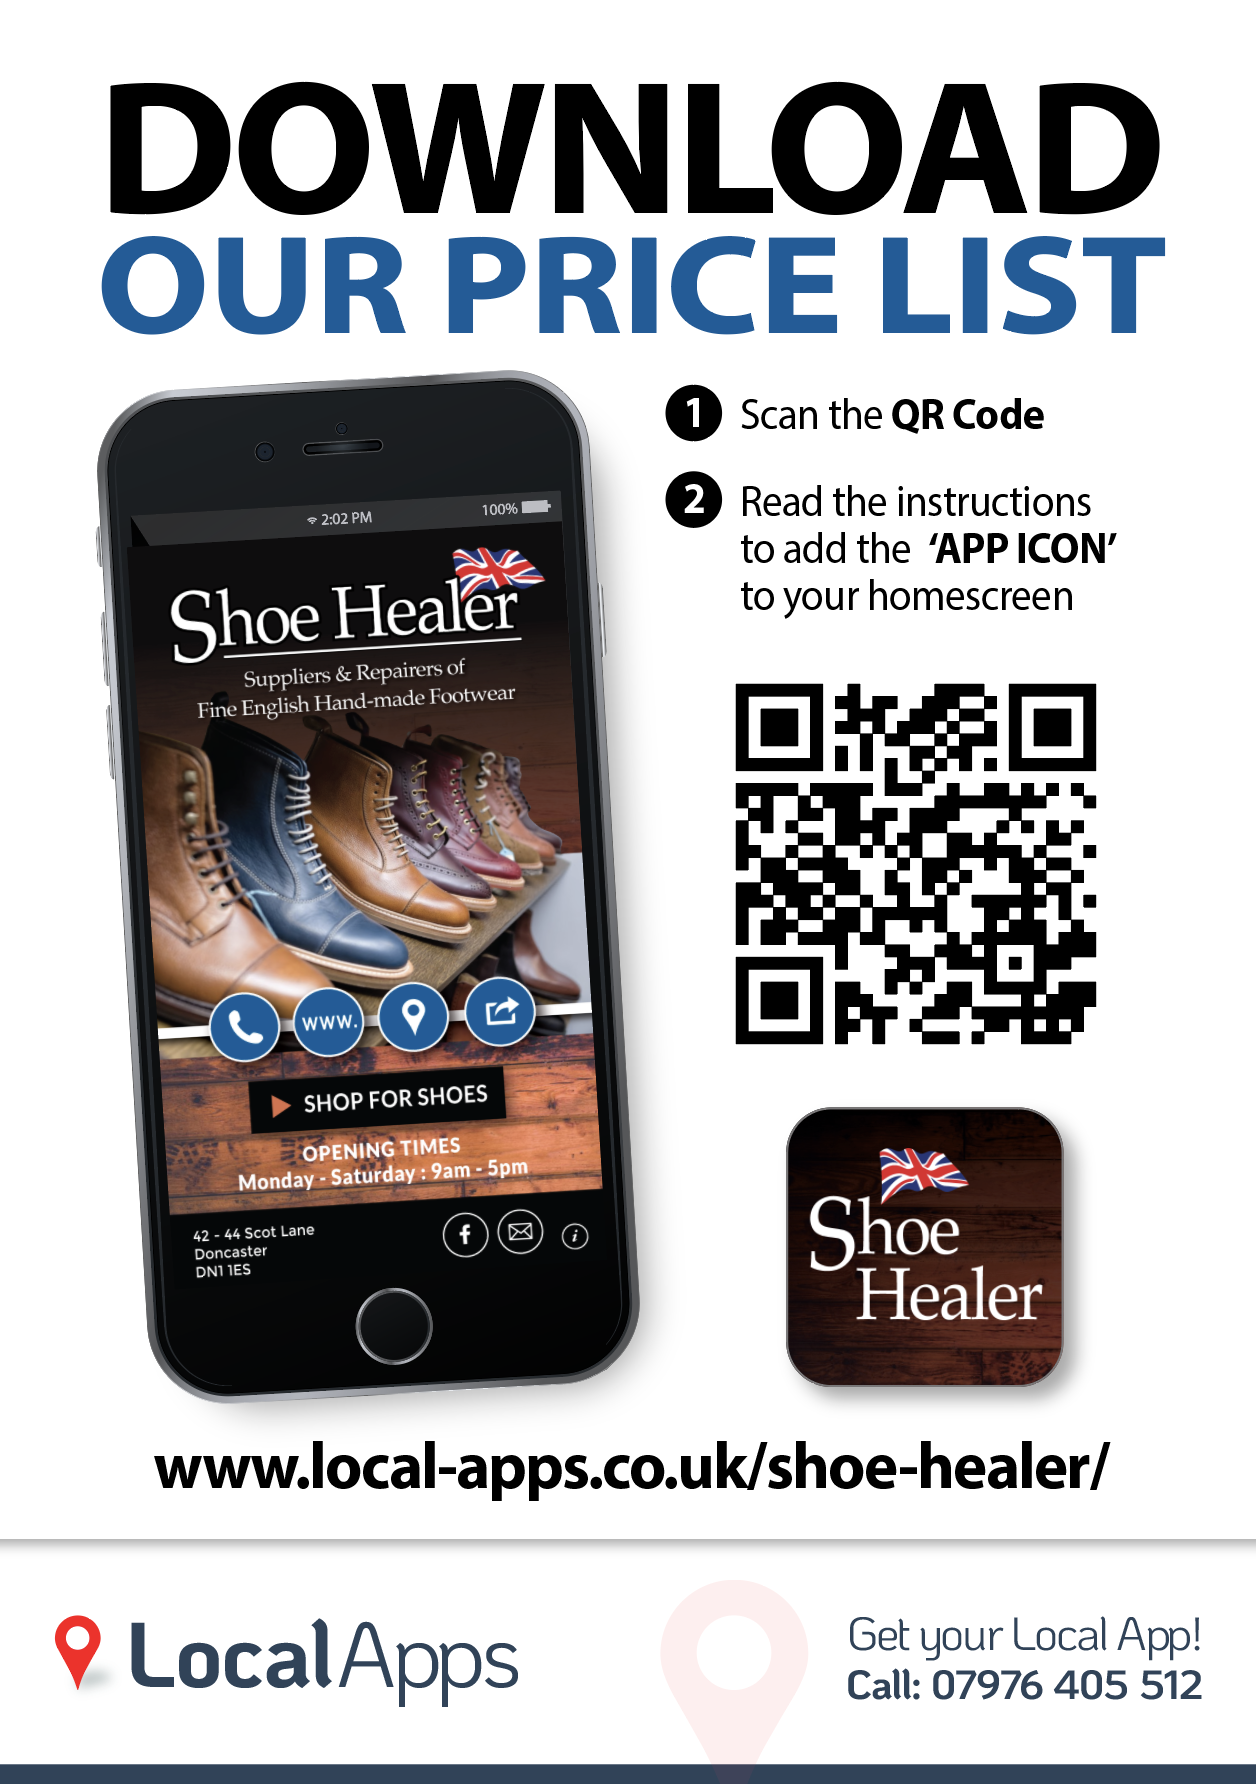 DOWNLOAD
OUR PRICE LIST
1 Scan the QR Code
2 Read the instructions
to add the 'APP ICON'
to your homescreen
2:02 PM 100%
Shoe Healer
Suppliers & Repairers of
Fine English Hand-made Footwear
www.
SHOP FOR SHOES
OPENING TIMES
Monday - Saturday : 9am - 5pm
42 - 44 Scot Lane
Doncaster
DN1 1ES
f
i
Shoe
Healer
www.local-apps.co.uk/shoe-healer/
LocalApps
Get your Local App!
Call: 07976 405 512